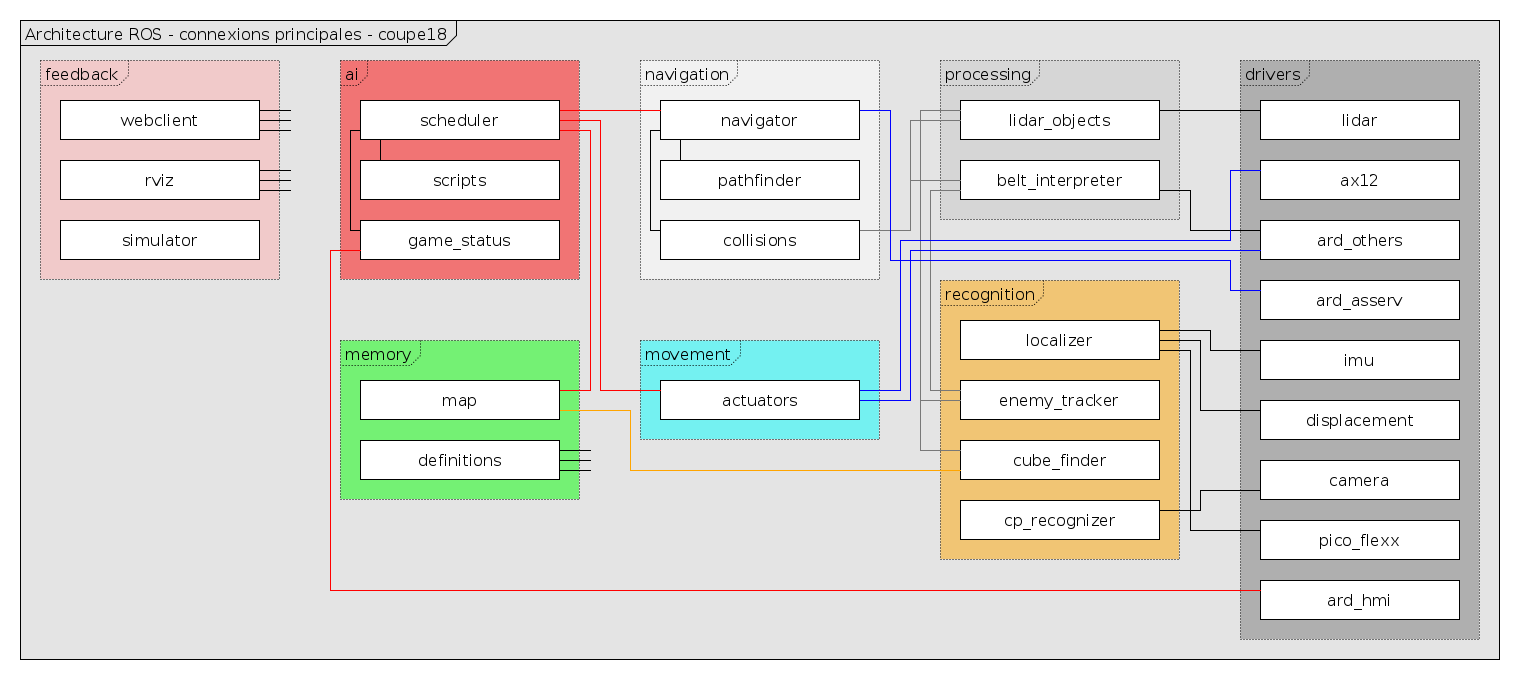 Architecture ROS - connexions principales - coupe18
feedback
webclient
rviz
simulator
ai
scheduler
scripts
game_status
navigation
navigator
pathfinder
collisions
processing
lidar_objects
belt_interpreter
drivers
lidar
ax12
ard_others
ard_asserv
imu
displacement
camera
pico_flexx
ard_hmi
memory
map
definitions
movement
actuators
recognition
localizer
enemy_tracker
cube_finder
cp_recognizer